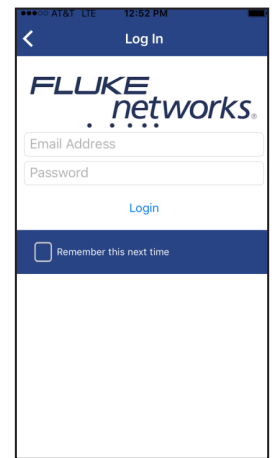 AT&T LTE 12:52 PM
Log In
FLUKE
networks®
Email Address
Password
Login
Remember this next time